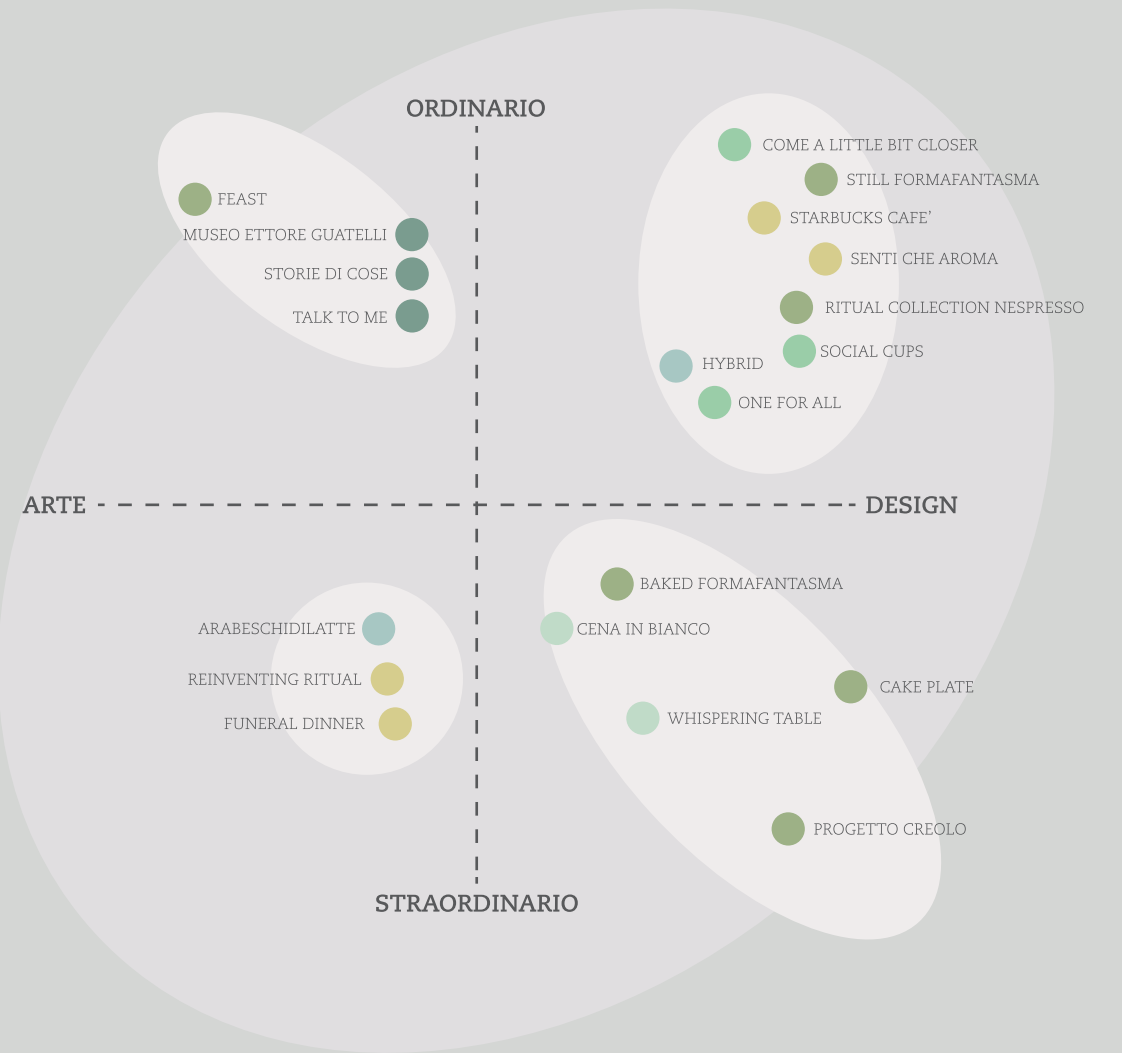 ORDINARIO
COME A LITTLE BIT CLOSER
STILL FORMAFANTASMA
FEAST
STARBUCKS CAFE'
MUSEO ETTORE GUATELLI
SENTI CHE AROMA
STORIE DI COSE
RITUAL COLLECTION NESPRESSO
TALK TO ME
SOCIAL CUPS
HYBRID
ONE FOR ALL
ARTE
DESIGN
BAKED FORMAFANTASMA
ARABESCHIDILATTE
CENA IN BIANCO
REINVENTING RITUAL
CAKE PLATE
WHISPERING TABLE
FUNERAL DINNER
PROGETTO CREOLO
STRAORDINARIO